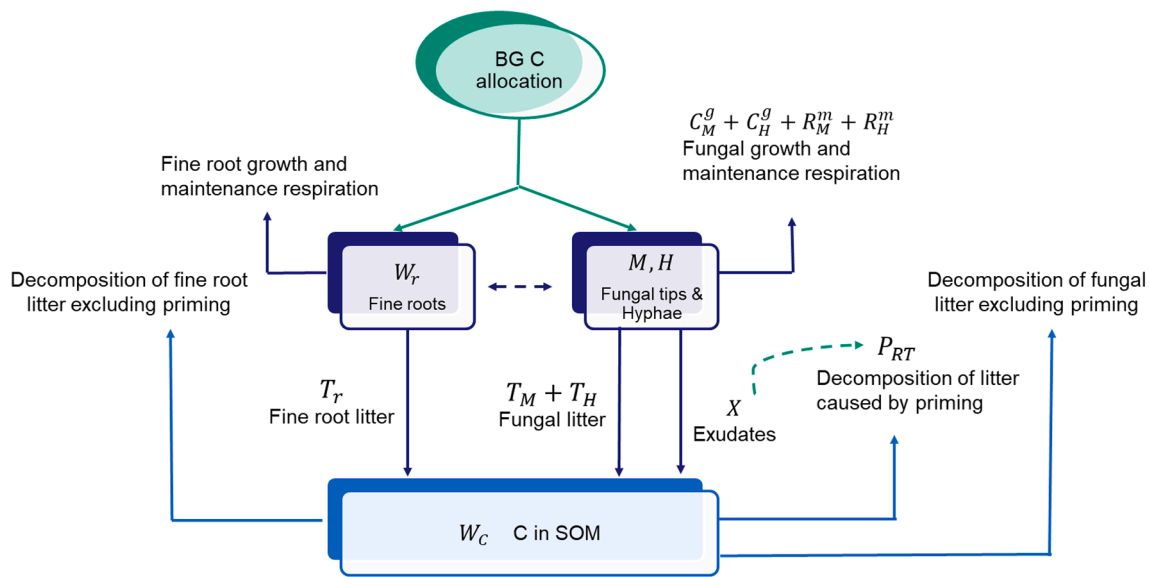 BG C
allocation
C_M^g + C_H^g + R_M^m + R_H^m
Fungal growth and
maintenance respiration
Fine root growth and
maintenance respiration
W_r
Fine roots
M, H
Fungal tips &
Hyphae
Decomposition of fine root
litter excluding priming
Decomposition of fungal
litter excluding priming
P_RT
Decomposition of litter
caused by priming
T_r
Fine root litter
T_M + T_H
Fungal litter
X
Exudates
W_C C in SOM